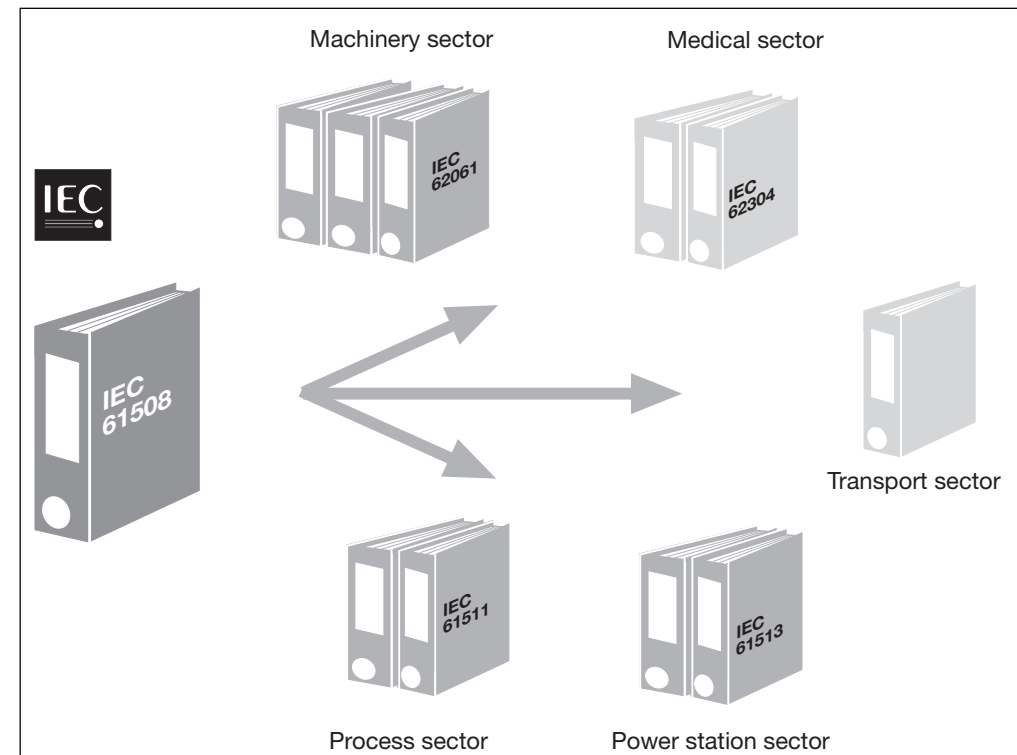 Machinery sector
Medical sector
IEC
62061
IEC
62304
IEC
IEC
61508
Transport sector
IEC
61511
IEC
61513
Process sector
Power station sector